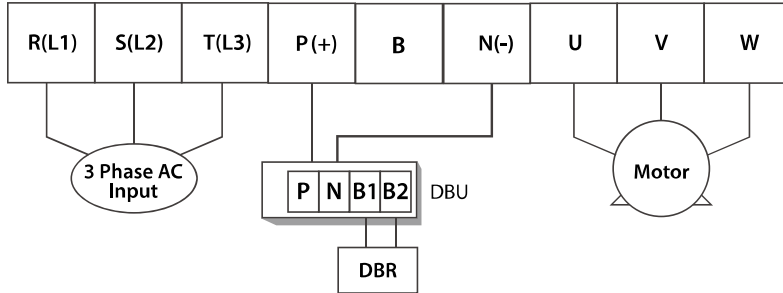 R(L1) S(L2) T(L3) P(+) B N(-) U V W
3 Phase AC
Input
Motor
P N B1 B2 DBU
DBR